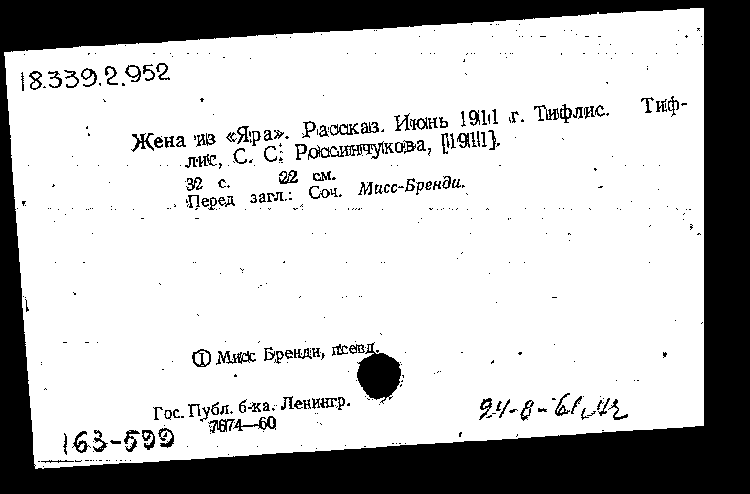 18.339.2.952
Жена из «Яра». Рассказ. Июнь 1911 г. Тифлис. Тиф-
лис, С. С. Россинчукова, [1911].
32 с. 22 см.
Перед загл.: Соч. Мисс-Бренди.
① Мисс Бренди, псевд.
Гос. Публ. б-ка. Ленингр.
7674—60
163-599
24-8-61